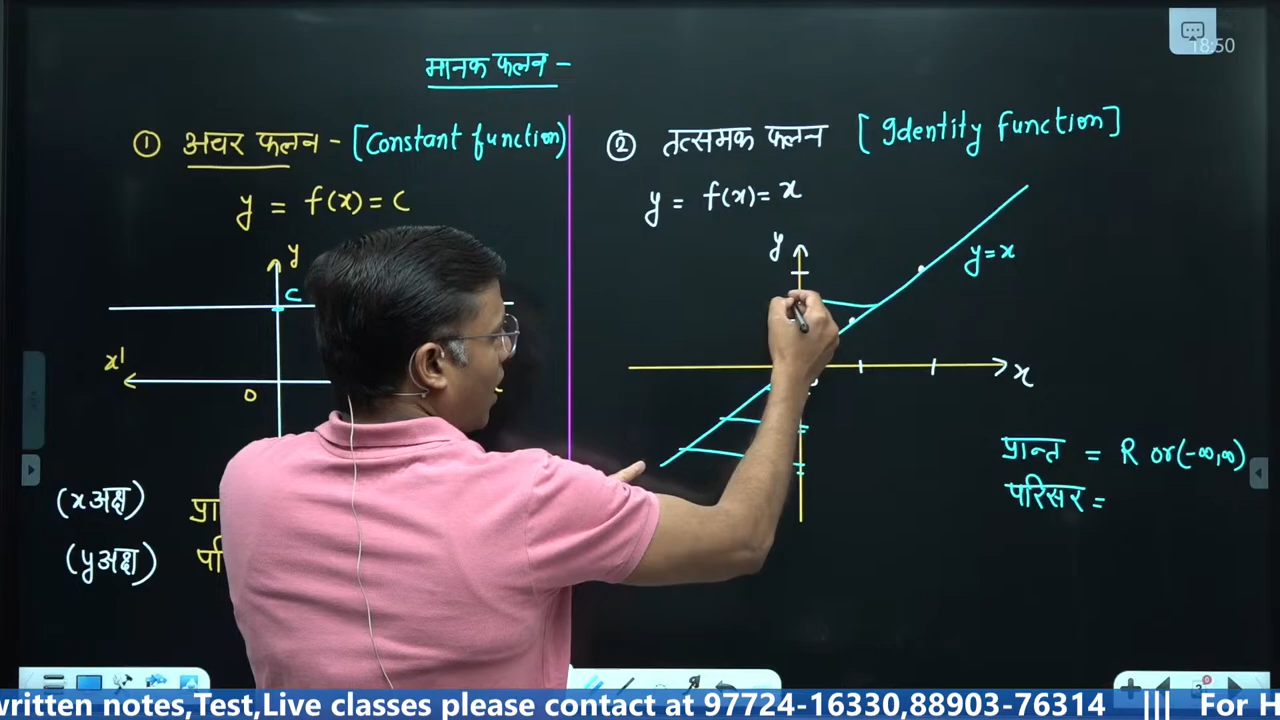 18:50
मानक फलन -
① अचर फलन - [Constant function]
y = f(x) = C
y
C
x'
O
(x अक्ष) प्रा
(y अक्ष) परि
② तत्समक फलन [Identity function]
y = f(x) = x
y
y = x
x
प्रान्त = R or (-∞, ∞)
परिसर =
written notes,Test,Live classes please contact at 97724-16330,88903-76314 ||| For H